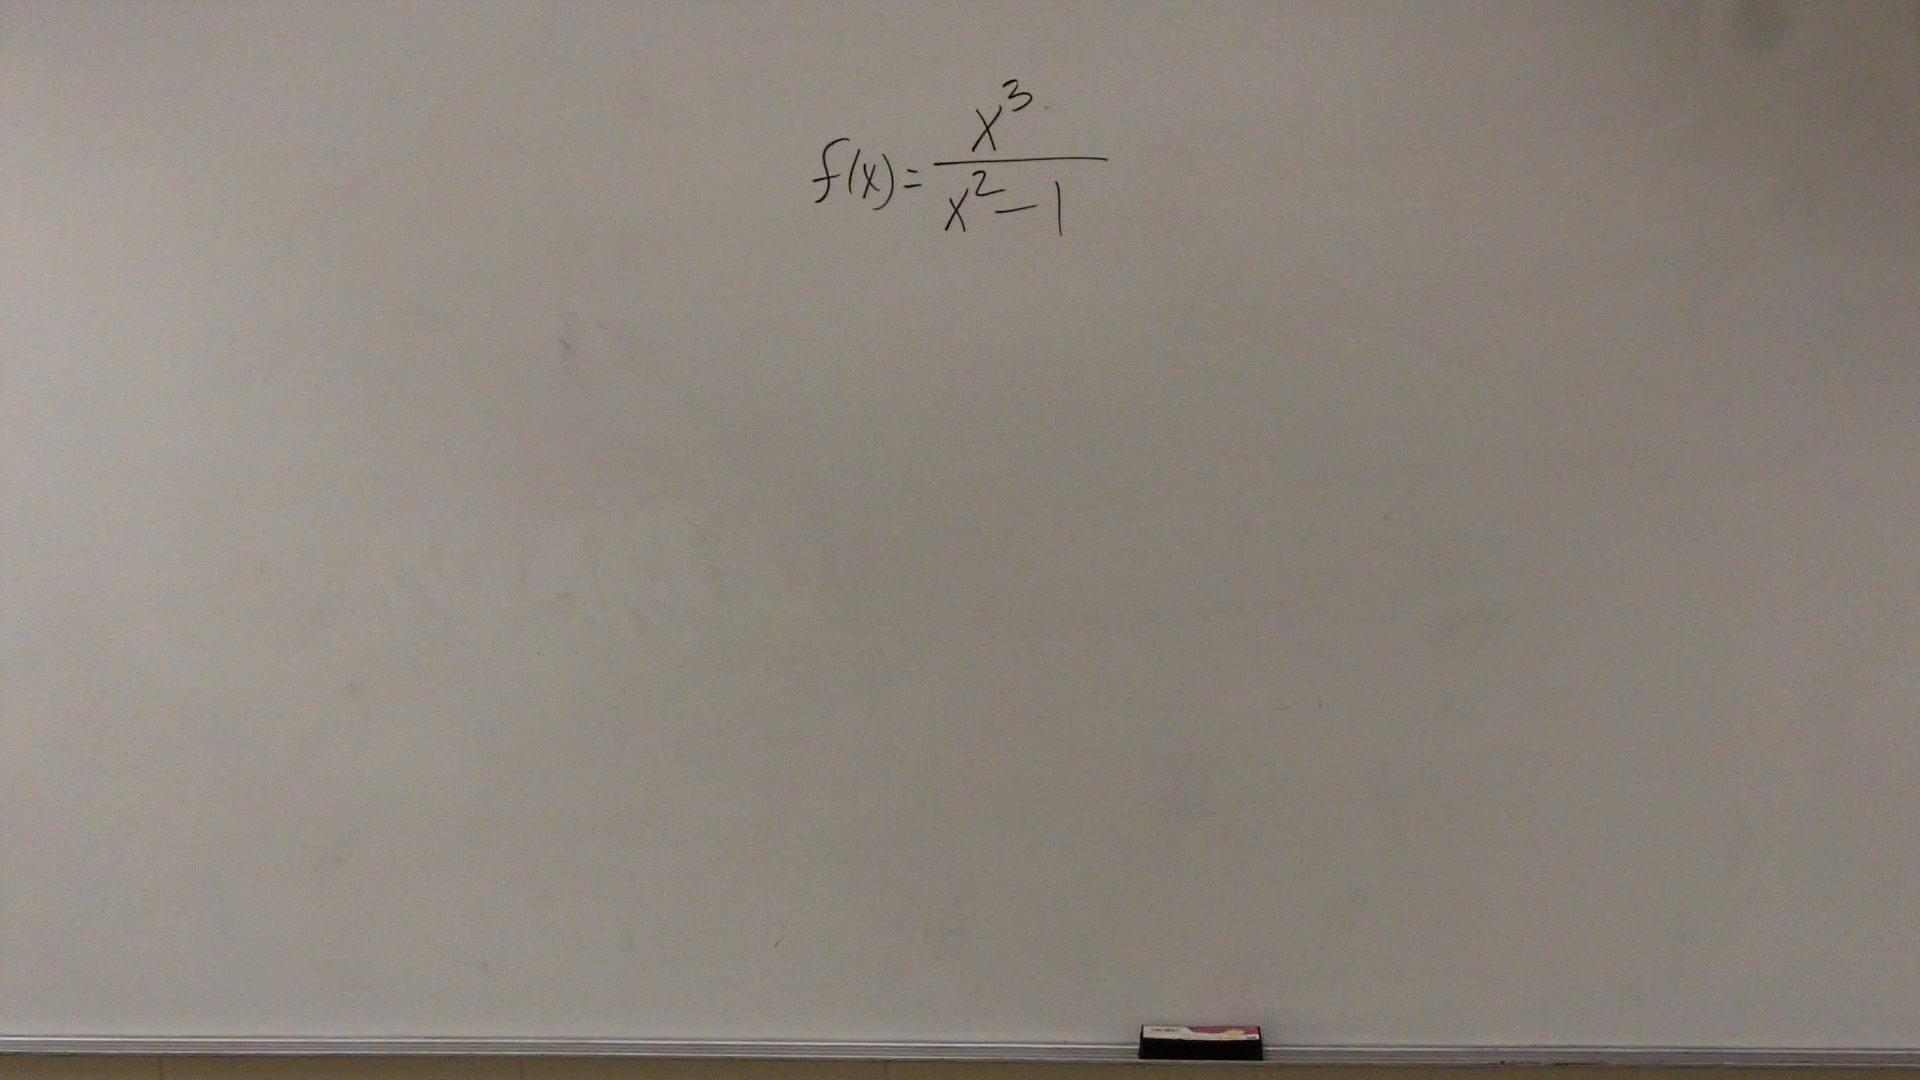 f(x) = x³ / (x² − 1)